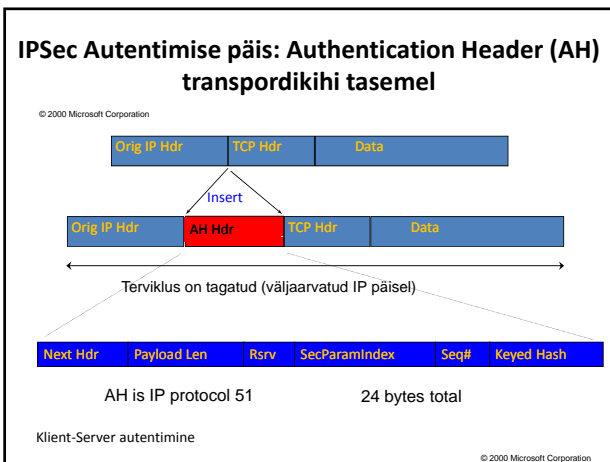 IPSec Autentimise päis: Authentication Header (AH)
transpordikihi tasemel
© 2000 Microsoft Corporation
Orig IP Hdr TCP Hdr Data
Insert
Orig IP Hdr AH Hdr TCP Hdr Data
Terviklus on tagatud (väljaarvatud IP päisel)
Next Hdr Payload Len Rsrv SecParamIndex Seq# Keyed Hash
AH is IP protocol 51 24 bytes total
Klient-Server autentimine
© 2000 Microsoft Corporation